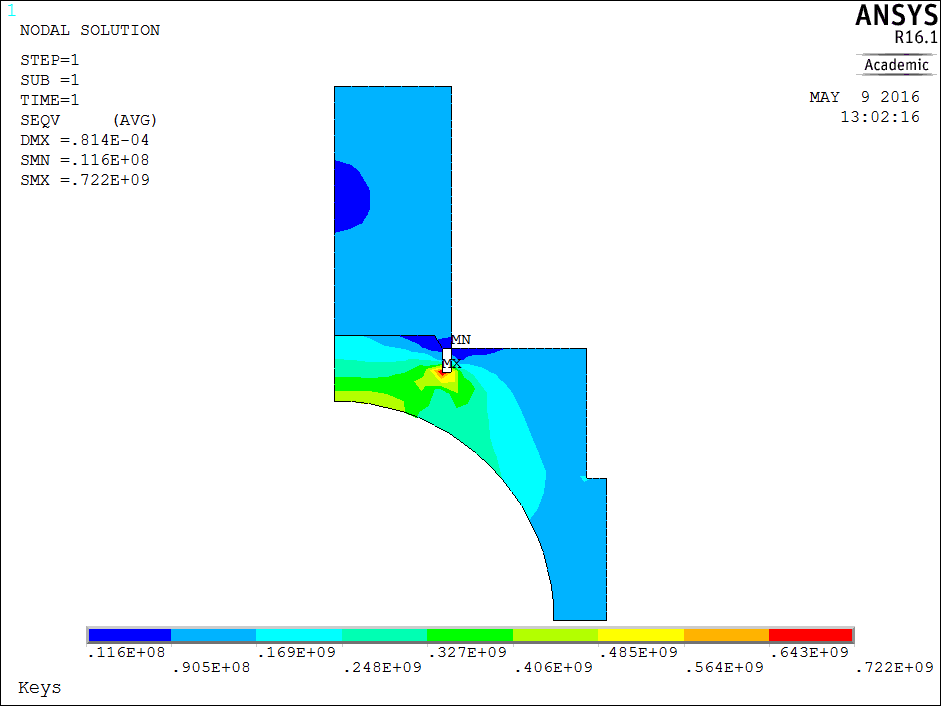 1
NODAL SOLUTION
STEP=1
SUB =1
TIME=1
SEQV (AVG)
DMX =.814E-04
SMN =.116E+08
SMX =.722E+09
ANSYS
R16.1
Academic
MAY 9 2016
13:02:16
MN
MX
.116E+08 .169E+09 .327E+09 .485E+09 .643E+09
.905E+08 .248E+09 .406E+09 .564E+09 .722E+09
Keys